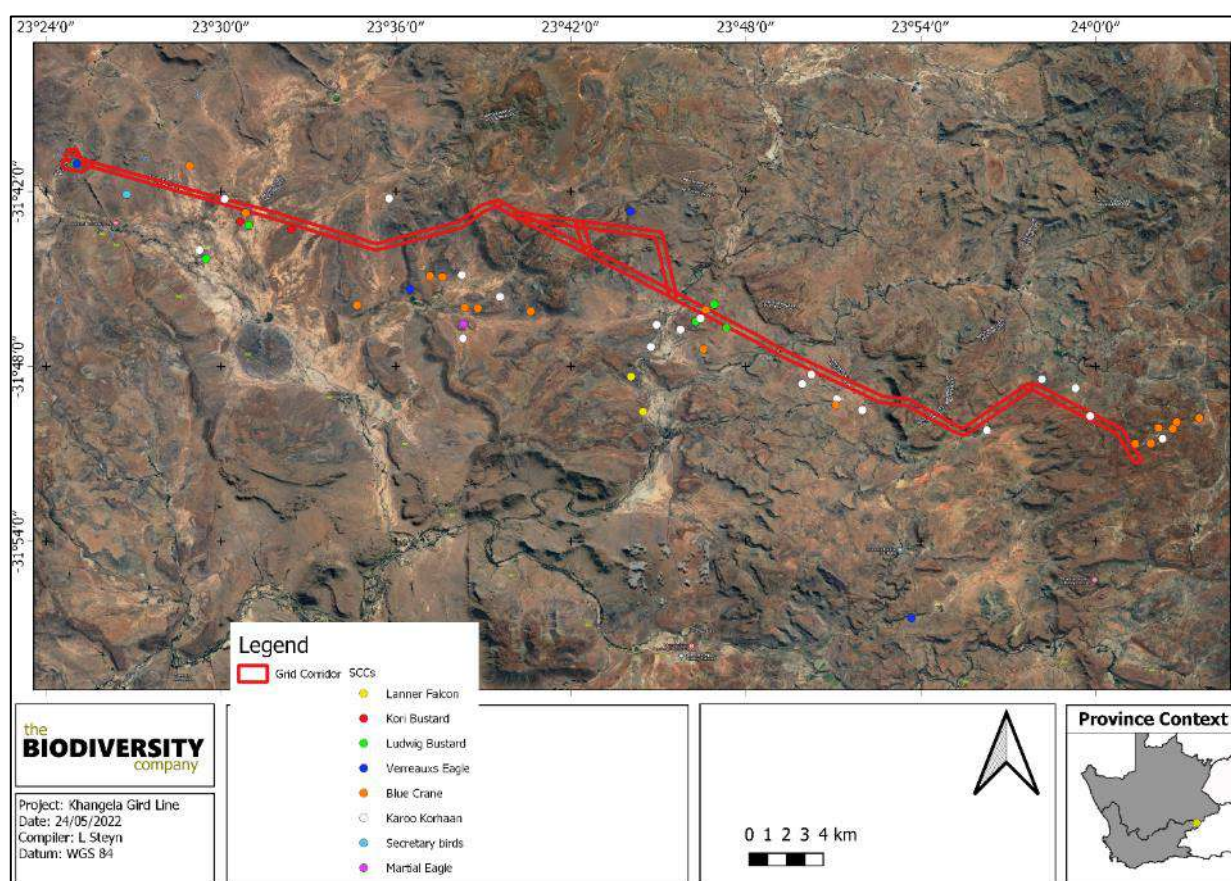 23°24'0" 23°30'0" 23°36'0" 23°42'0" 23°48'0" 23°54'0" 24°0'0"
-31°42'0"
-31°48'0"
-31°54'0"
Legend
Grid Corridor
SCCs
Lanner Falcon
Kori Bustard
Ludwig Bustard
Verreauxs Eagle
Blue Crane
Karoo Korhaan
Secretary birds
Martial Eagle
the
BIODIVERSITY
company
Project: Khangela Gird Line
Date: 24/05/2022
Compiler: L Steyn
Datum: WGS 84
0 1 2 3 4 km
Province Context